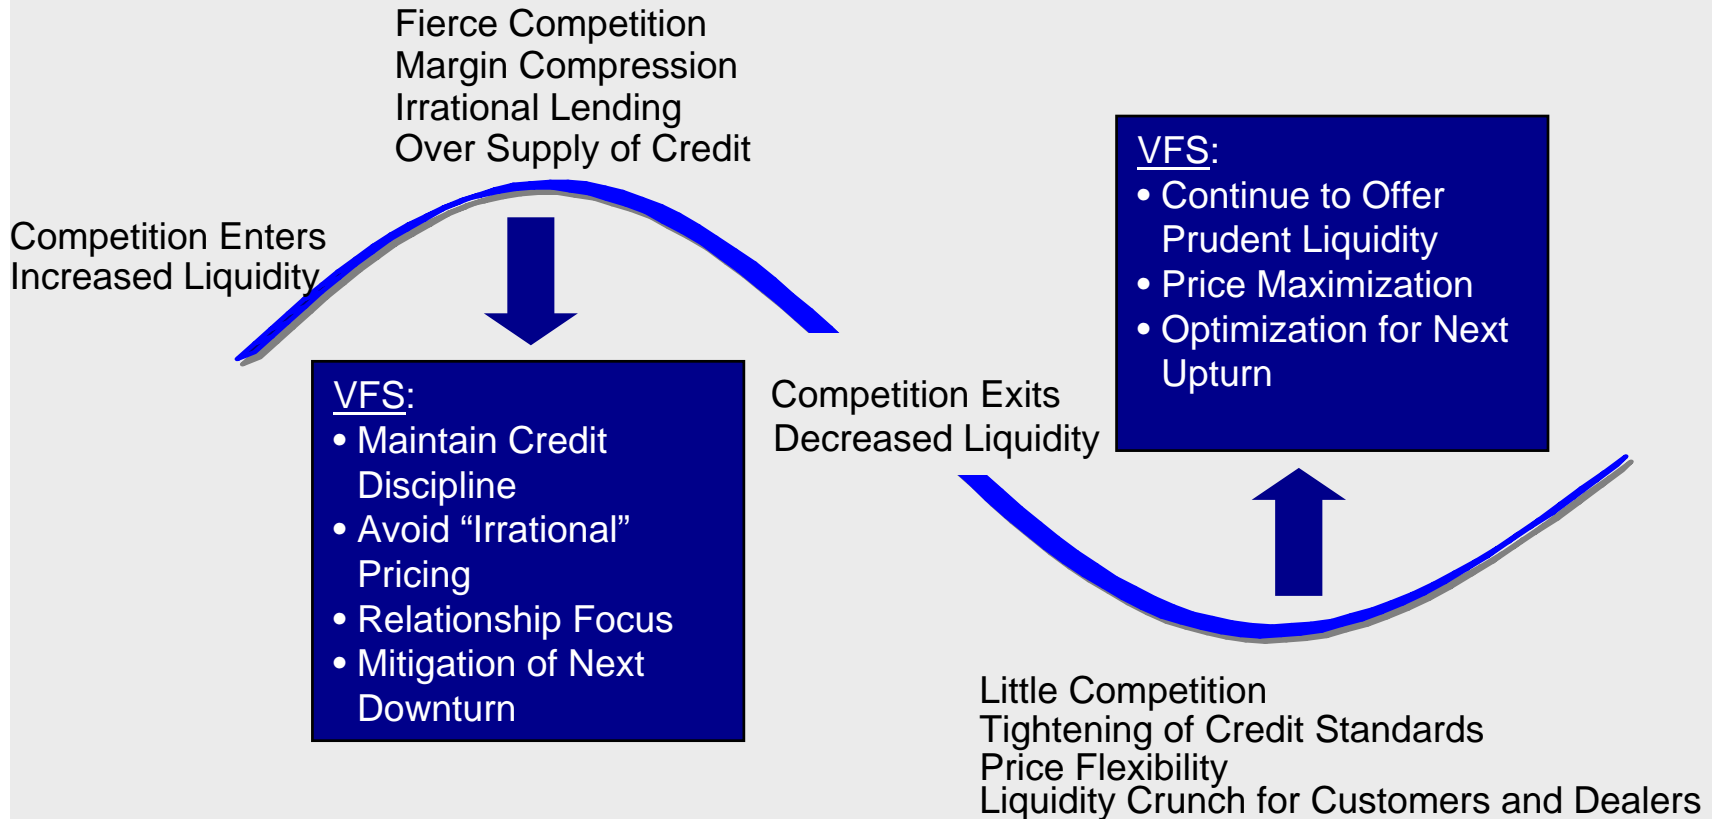 Fierce Competition
Margin Compression
Irrational Lending
Over Supply of Credit
Competition Enters
Increased Liquidity
VFS:
• Maintain Credit
Discipline
• Avoid “Irrational”
Pricing
• Relationship Focus
• Mitigation of Next
Downturn
Competition Exits
Decreased Liquidity
VFS:
• Continue to Offer
Prudent Liquidity
• Price Maximization
• Optimization for Next
Upturn
Little Competition
Tightening of Credit Standards
Price Flexibility
Liquidity Crunch for Customers and Dealers